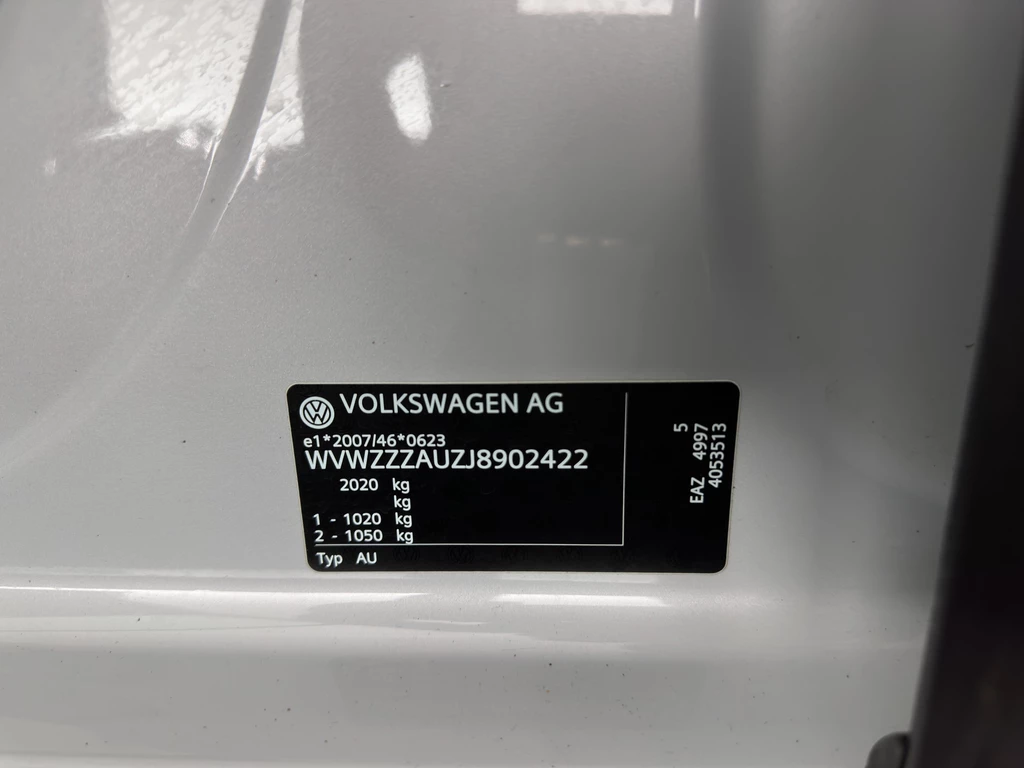 VOLKSWAGEN AG
e1*2007/46*0623
WVWZZZAUZJ8902422
2020 kg
kg
1 - 1020 kg
2 - 1050 kg
Typ AU
5
EAZ 4997
4053513